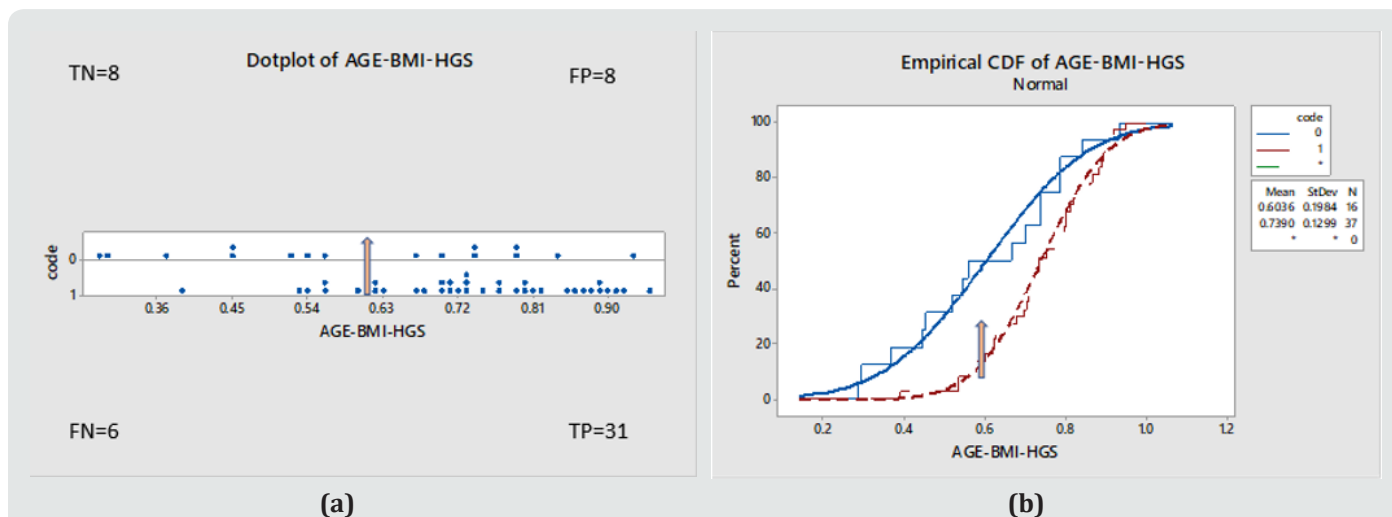 Dotplot of AGE-BMI-HGS
TN=8
FP=8
code
0
1
0.36 0.45 0.54 0.63 0.72 0.81 0.90
AGE-BMI-HGS
FN=6
TP=31
(a)
Empirical CDF of AGE-BMI-HGS
Normal
Percent
100
80
60
40
20
0
0.2 0.4 0.6 0.8 1.0 1.2
AGE-BMI-HGS
code
0
1
*
Mean StDev N
0.6036 0.1984 16
0.7390 0.1299 37
* * 0
(b)